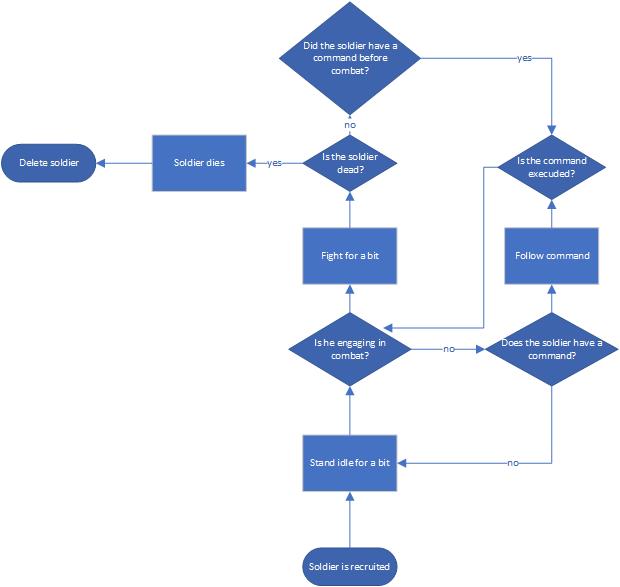 Did the soldier have a
command before
combat?
yes
no
Delete soldier
Soldier dies
yes
Is the soldier
dead?
Is the command
execuded?
Fight for a bit
Follow command
Is he engaging in
combat?
no
Does the soldier have a
command?
Stand idle for a bit
no
Soldier is recruited